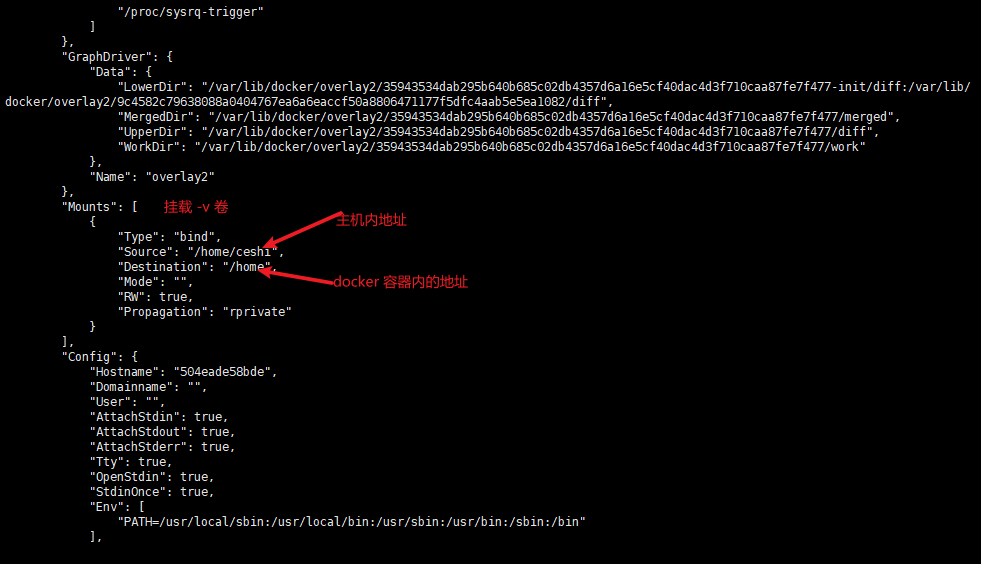 "/proc/sysrq-trigger"
]
},
"GraphDriver": {
"Data": {
"LowerDir": "/var/lib/docker/overlay2/35943534dab295b640b685c02db4357d6a16e5cf40dac4d3f710caa87fe7f477-init/diff:/var/lib/
docker/overlay2/9c4582c79638088a0404767ea6a6eaccf50a8806471177f5dfc4aab5e5ea1082/diff",
"MergedDir": "/var/lib/docker/overlay2/35943534dab295b640b685c02db4357d6a16e5cf40dac4d3f710caa87fe7f477/merged",
"UpperDir": "/var/lib/docker/overlay2/35943534dab295b640b685c02db4357d6a16e5cf40dac4d3f710caa87fe7f477/diff",
"WorkDir": "/var/lib/docker/overlay2/35943534dab295b640b685c02db4357d6a16e5cf40dac4d3f710caa87fe7f477/work"
},
"Name": "overlay2"
},
"Mounts": [ 挂载 -v 卷
{ 主机内地址
"Type": "bind",
"Source": "/home/ceshi",
"Destination": "/home",
"Mode": "", docker 容器内的地址
"RW": true,
"Propagation": "rprivate"
}
],
"Config": {
"Hostname": "504eade58bde",
"Domainname": "",
"User": "",
"AttachStdin": true,
"AttachStdout": true,
"AttachStderr": true,
"Tty": true,
"OpenStdin": true,
"StdinOnce": true,
"Env": [
"PATH=/usr/local/sbin:/usr/local/bin:/usr/sbin:/usr/bin:/sbin:/bin"
],